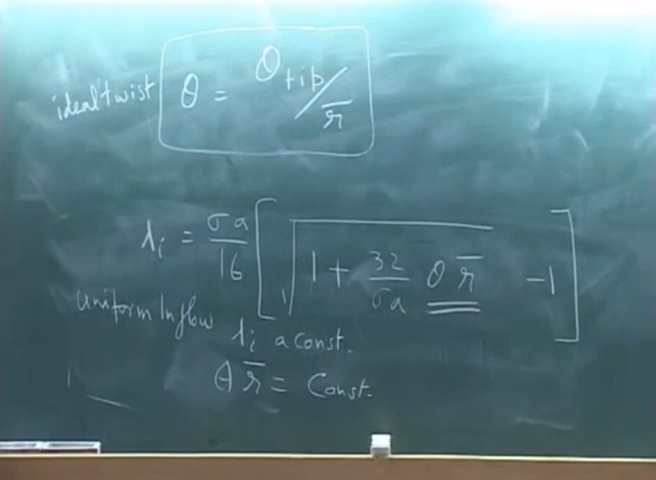 ideal twist θ = θtip/r̄
λi = σa/16 [√(1 + 32/σa θ r̄) -1]
Uniform Inflow λi a const.
θ r̄ = Const.